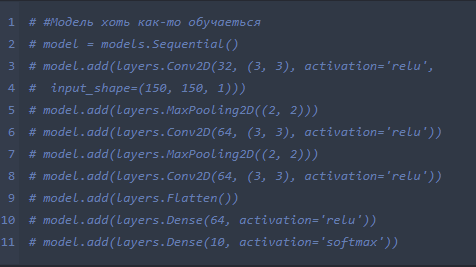 1 # #Модель хоть как-то обучаеться
2 # model = models.Sequential()
3 # model.add(layers.Conv2D(32, (3, 3), activation='relu',
4 #  input_shape=(150, 150, 1)))
5 # model.add(layers.MaxPooling2D((2, 2)))
6 # model.add(layers.Conv2D(64, (3, 3), activation='relu'))
7 # model.add(layers.MaxPooling2D((2, 2)))
8 # model.add(layers.Conv2D(64, (3, 3), activation='relu'))
9 # model.add(layers.Flatten())
10 # model.add(layers.Dense(64, activation='relu'))
11 # model.add(layers.Dense(10, activation='softmax'))